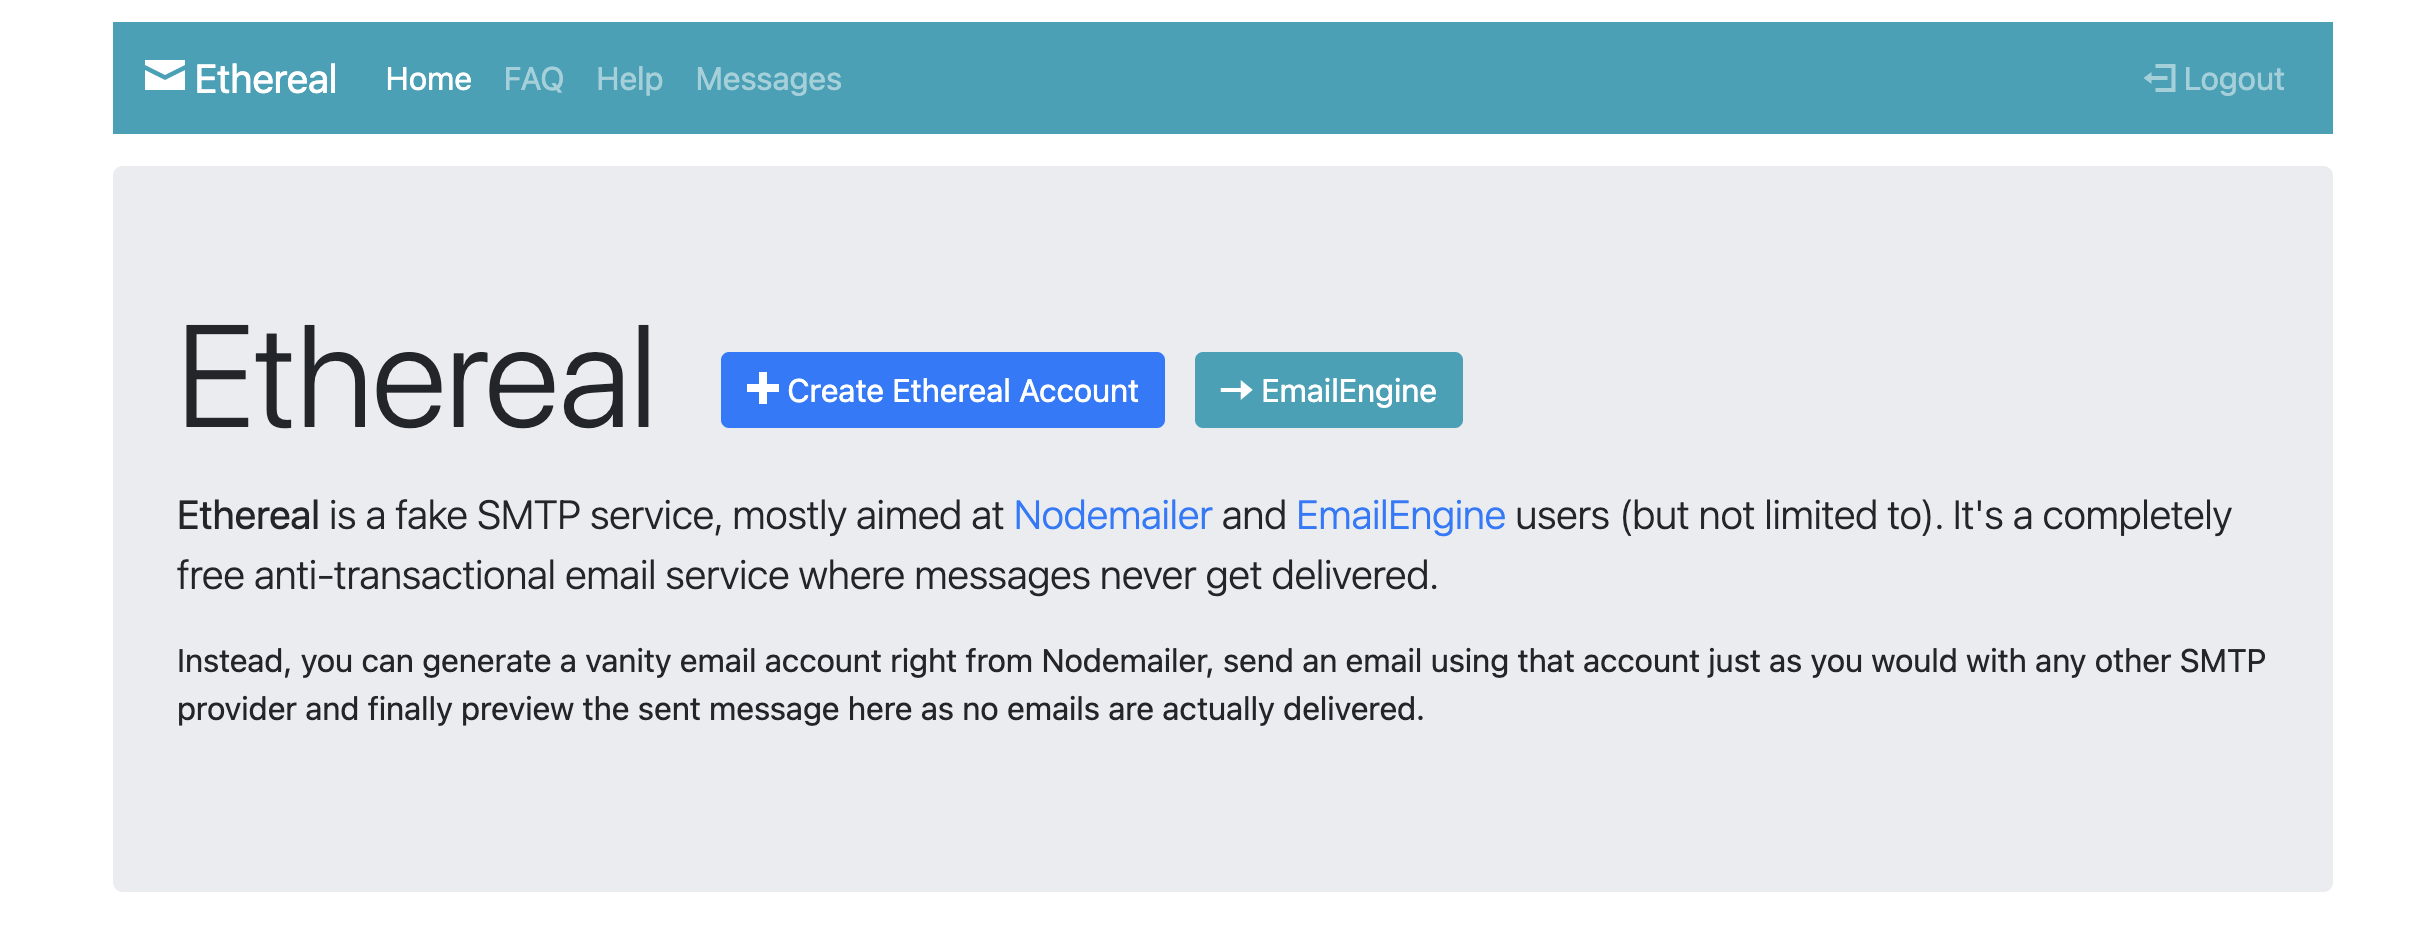 Ethereal Home FAQ Help Messages Logout
Ethereal Create Ethereal Account EmailEngine
Ethereal is a fake SMTP service, mostly aimed at Nodemailer and EmailEngine users (but not limited to). It's a completely
free anti-transactional email service where messages never get delivered.
Instead, you can generate a vanity email account right from Nodemailer, send an email using that account just as you would with any other SMTP
provider and finally preview the sent message here as no emails are actually delivered.